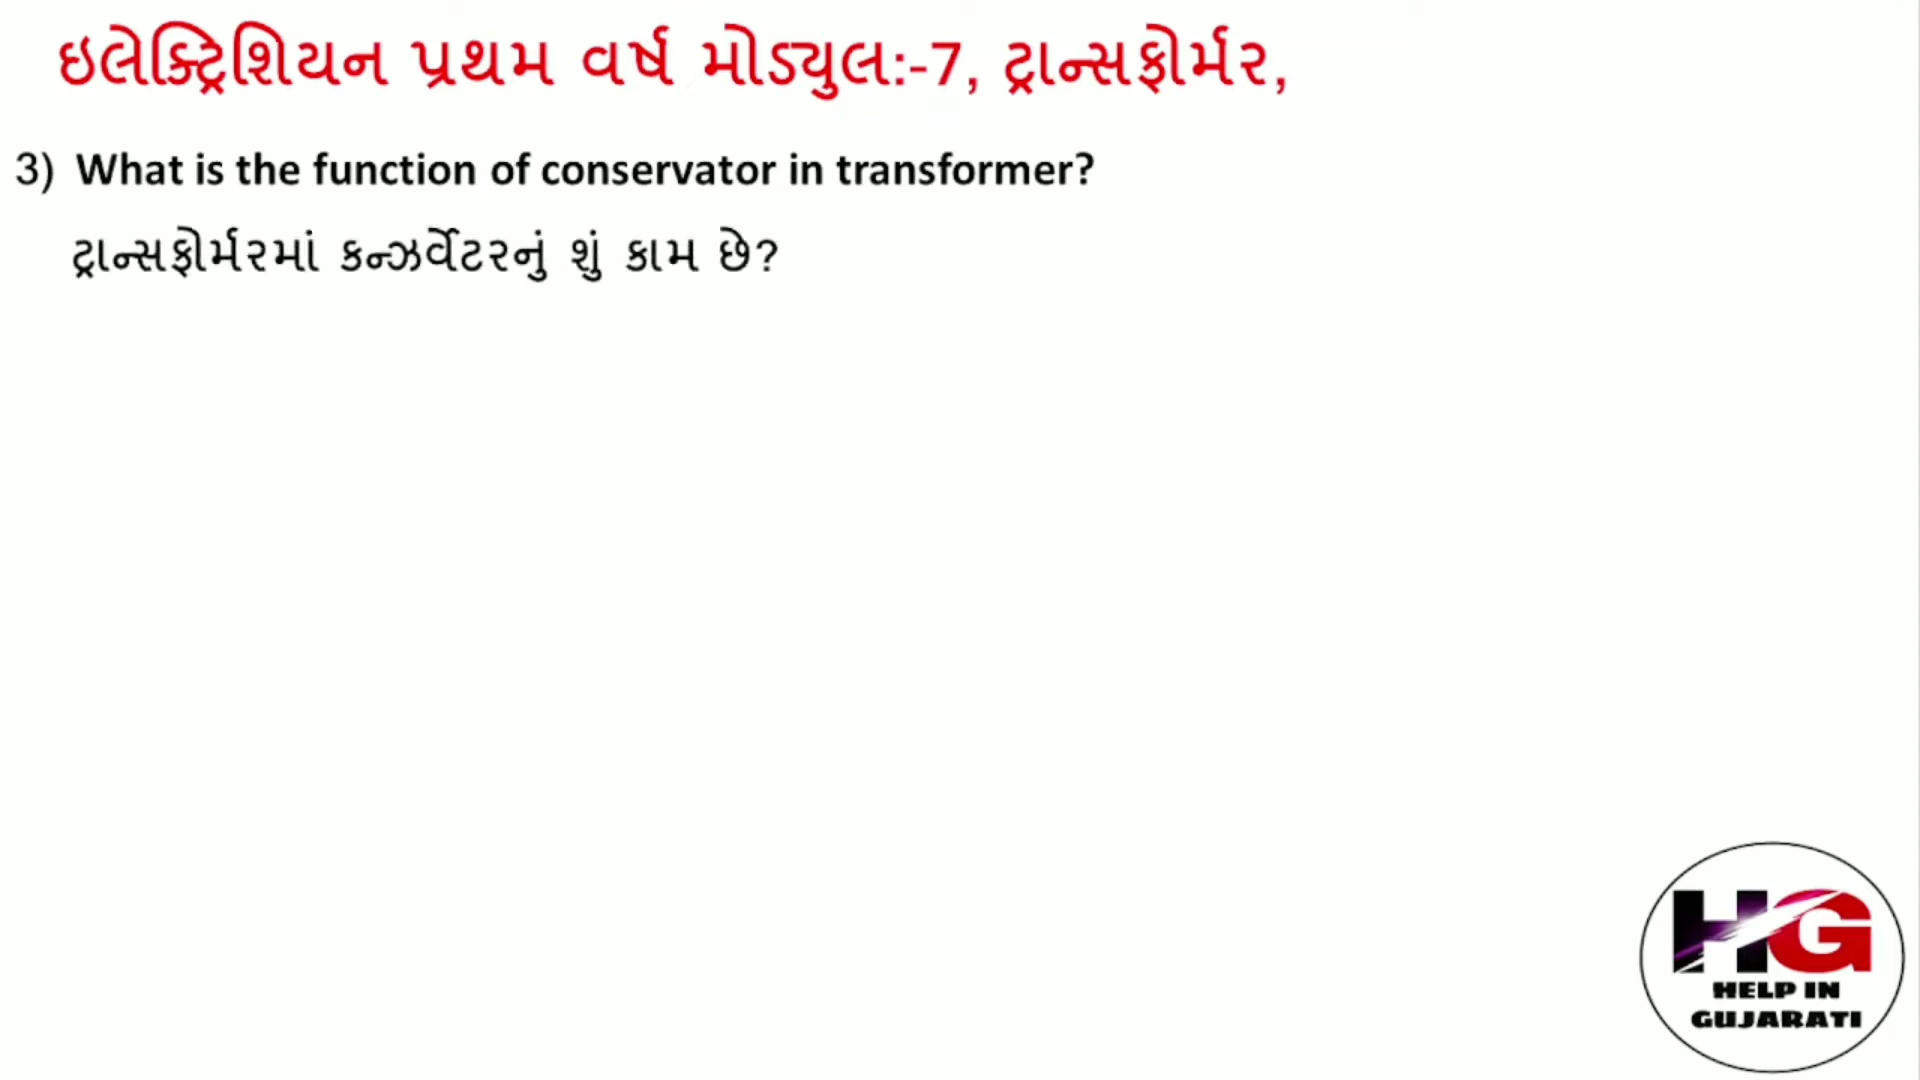 ઇલેક્ટ્રિશિયન પ્રથમ વર્ષ મોડ્યુલ:-7, ટ્રાન્સફોર્મર,
3) What is the function of conservator in transformer?
ટ્રાન્સફોર્મરમાં કન્ઝર્વેટરનું શું કામ છે?
HG
HELP IN
GUJARATI